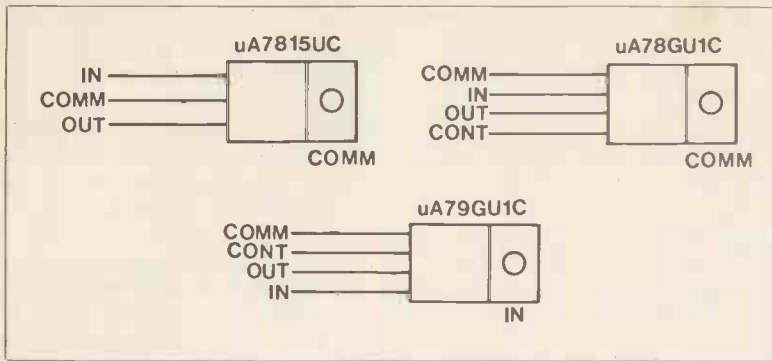 uA7815UC
IN
COMM
OUT
COMM
uA78GU1C
COMM
IN
OUT
CONT
COMM
uA79GU1C
COMM
CONT
OUT
IN
IN